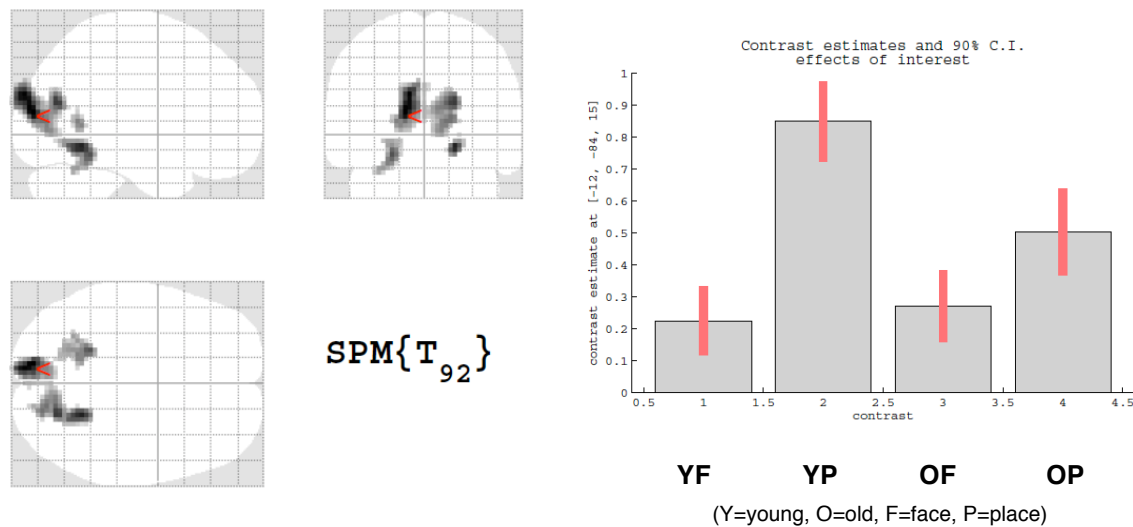 SPM{T92}
Contrast estimates and 90% C.I.
effects of interest
contrast estimate at [-12, -84, 15]
1
0.9
0.8
0.7
0.6
0.5
0.4
0.3
0.2
0.1
0
0.5 1 1.5 2 2.5 3 3.5 4 4.5
contrast
YF YP OF OP
(Y=young, O=old, F=face, P=place)